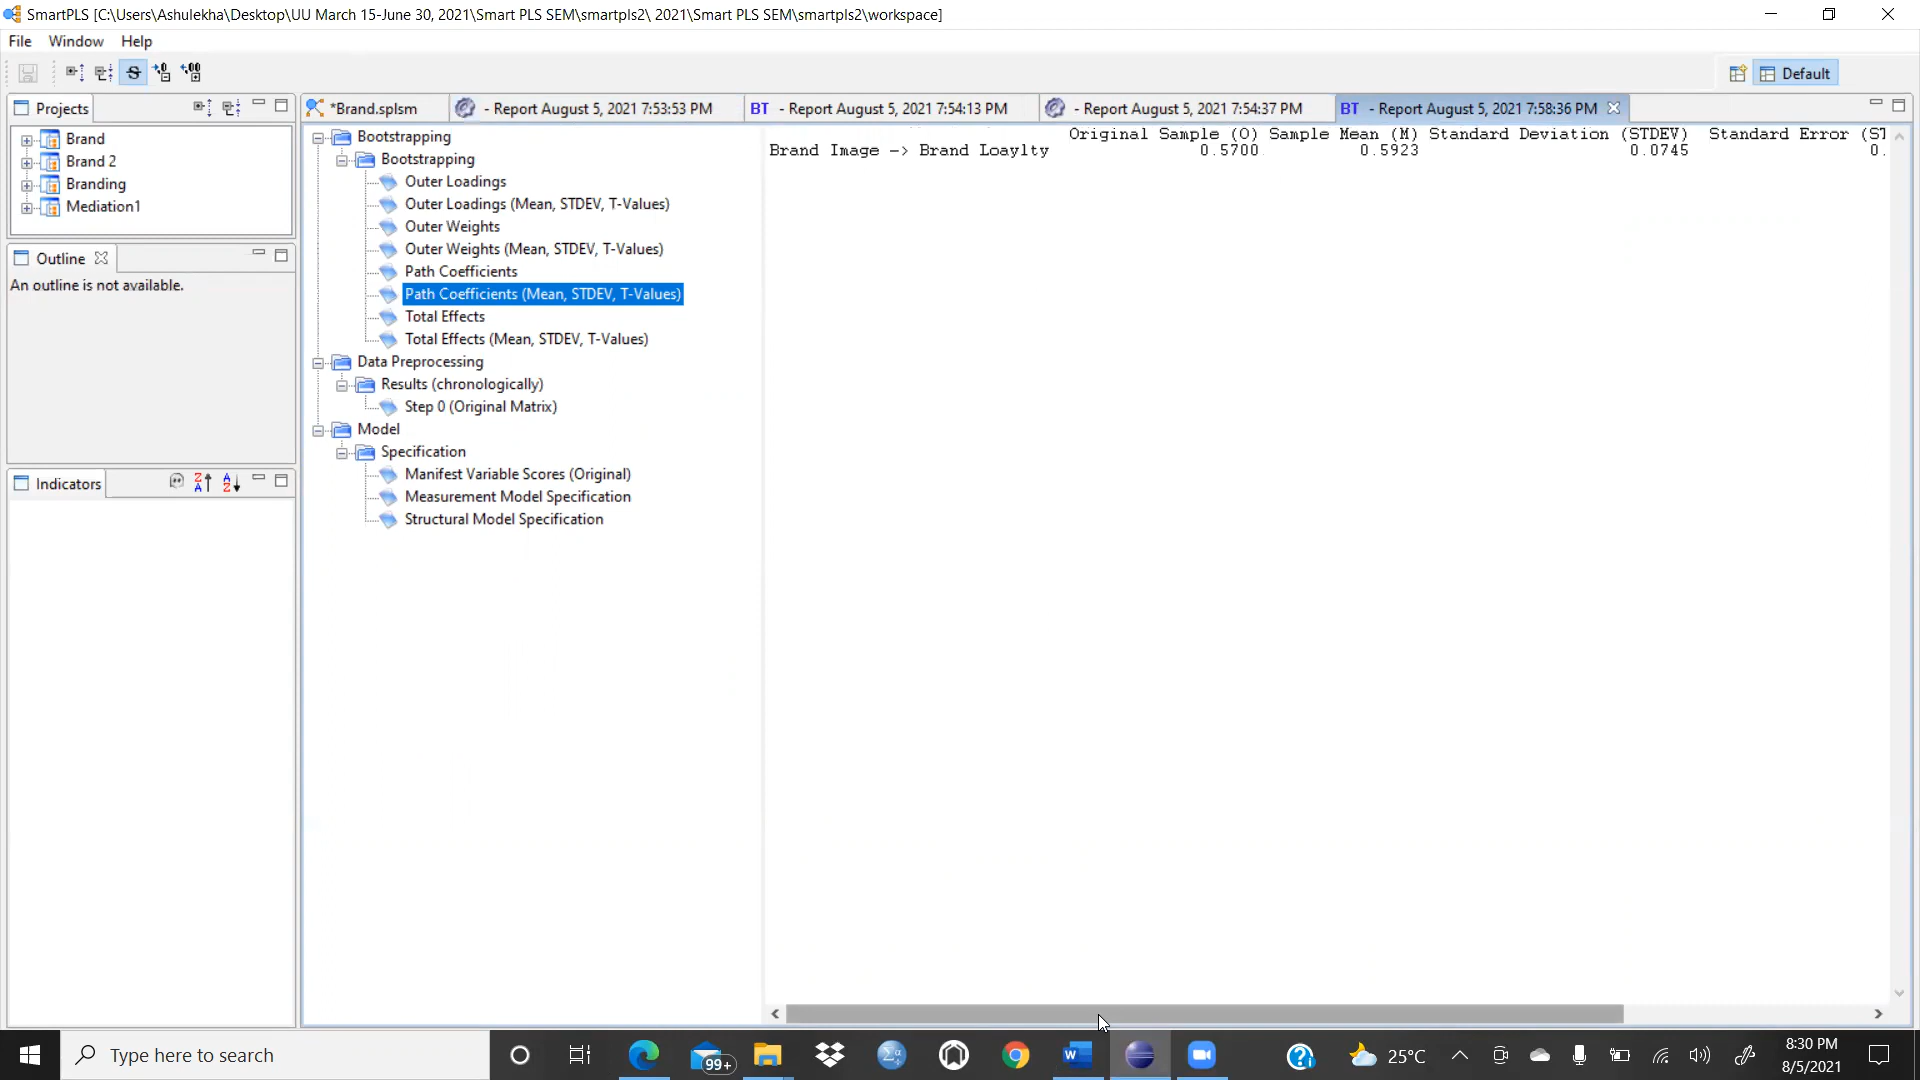 SmartPLS [C:\Users\Ashulekha\Desktop\UU March 15-June 30, 2021\Smart PLS SEM\smartpls2\ 2021\Smart PLS SEM\smartpls2\workspace]
File Window Help
Default
Projects
Brand
Brand 2
Branding
Mediation1
Outline
An outline is not available.
Indicators
*Brand.splsm
- Report August 5, 2021 7:53:53 PM
BT - Report August 5, 2021 7:54:13 PM
- Report August 5, 2021 7:54:37 PM
BT - Report August 5, 2021 7:58:36 PM
Bootstrapping
Bootstrapping
Outer Loadings
Outer Loadings (Mean, STDEV, T-Values)
Outer Weights
Outer Weights (Mean, STDEV, T-Values)
Path Coefficients
Path Coefficients (Mean, STDEV, T-Values)
Total Effects
Total Effects (Mean, STDEV, T-Values)
Data Preprocessing
Results (chronologically)
Step 0 (Original Matrix)
Model
Specification
Manifest Variable Scores (Original)
Measurement Model Specification
Structural Model Specification
Original Sample (O) Sample Mean (M) Standard Deviation (STDEV) Standard Error (ST
Brand Image -> Brand Loaylty 0.5700 0.5923 0.0745 0.
Type here to search
99+
25°C
8:30 PM
8/5/2021